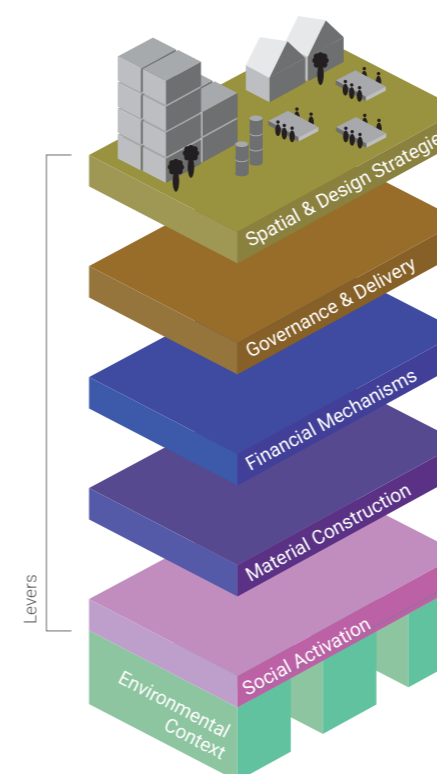 Spatial & Design Strategie
Governance & Delivery
Financial Mechanisms
Material Construction
Levers
Social Activation
Environmental
Context